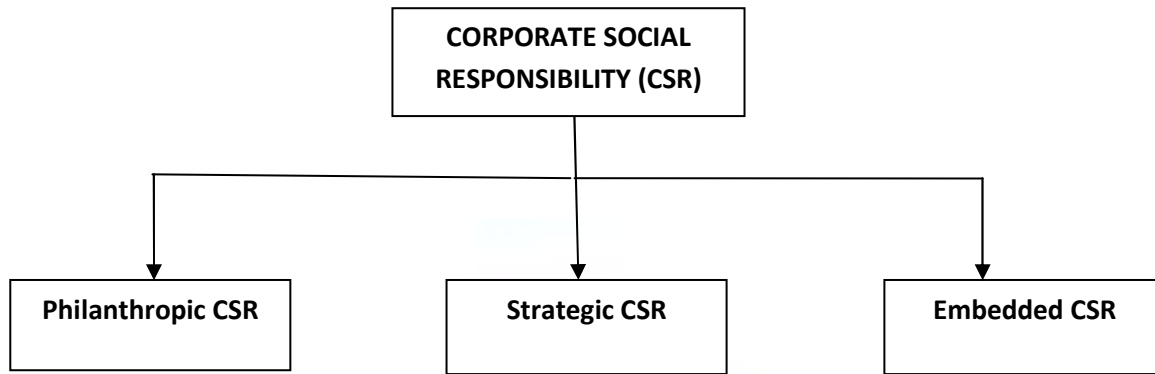 CORPORATE SOCIAL
RESPONSIBILITY (CSR)
Philanthropic CSR
Strategic CSR
Embedded CSR